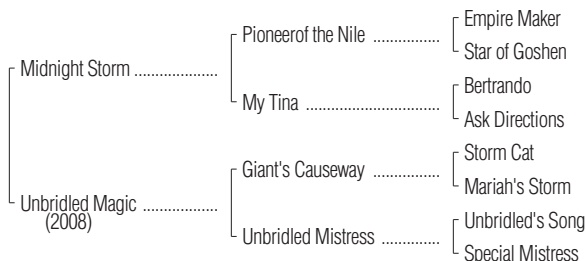 Empire Maker
Pioneerof the Nile ................
Star of Goshen
Midnight Storm ....................
Bertrando
My Tina ................................
Ask Directions
Storm Cat
Giant's Causeway ................
Mariah's Storm
Unbridled Magic ..................
(2008)
Unbridled's Song
Unbridled Mistress ...............
Special Mistress